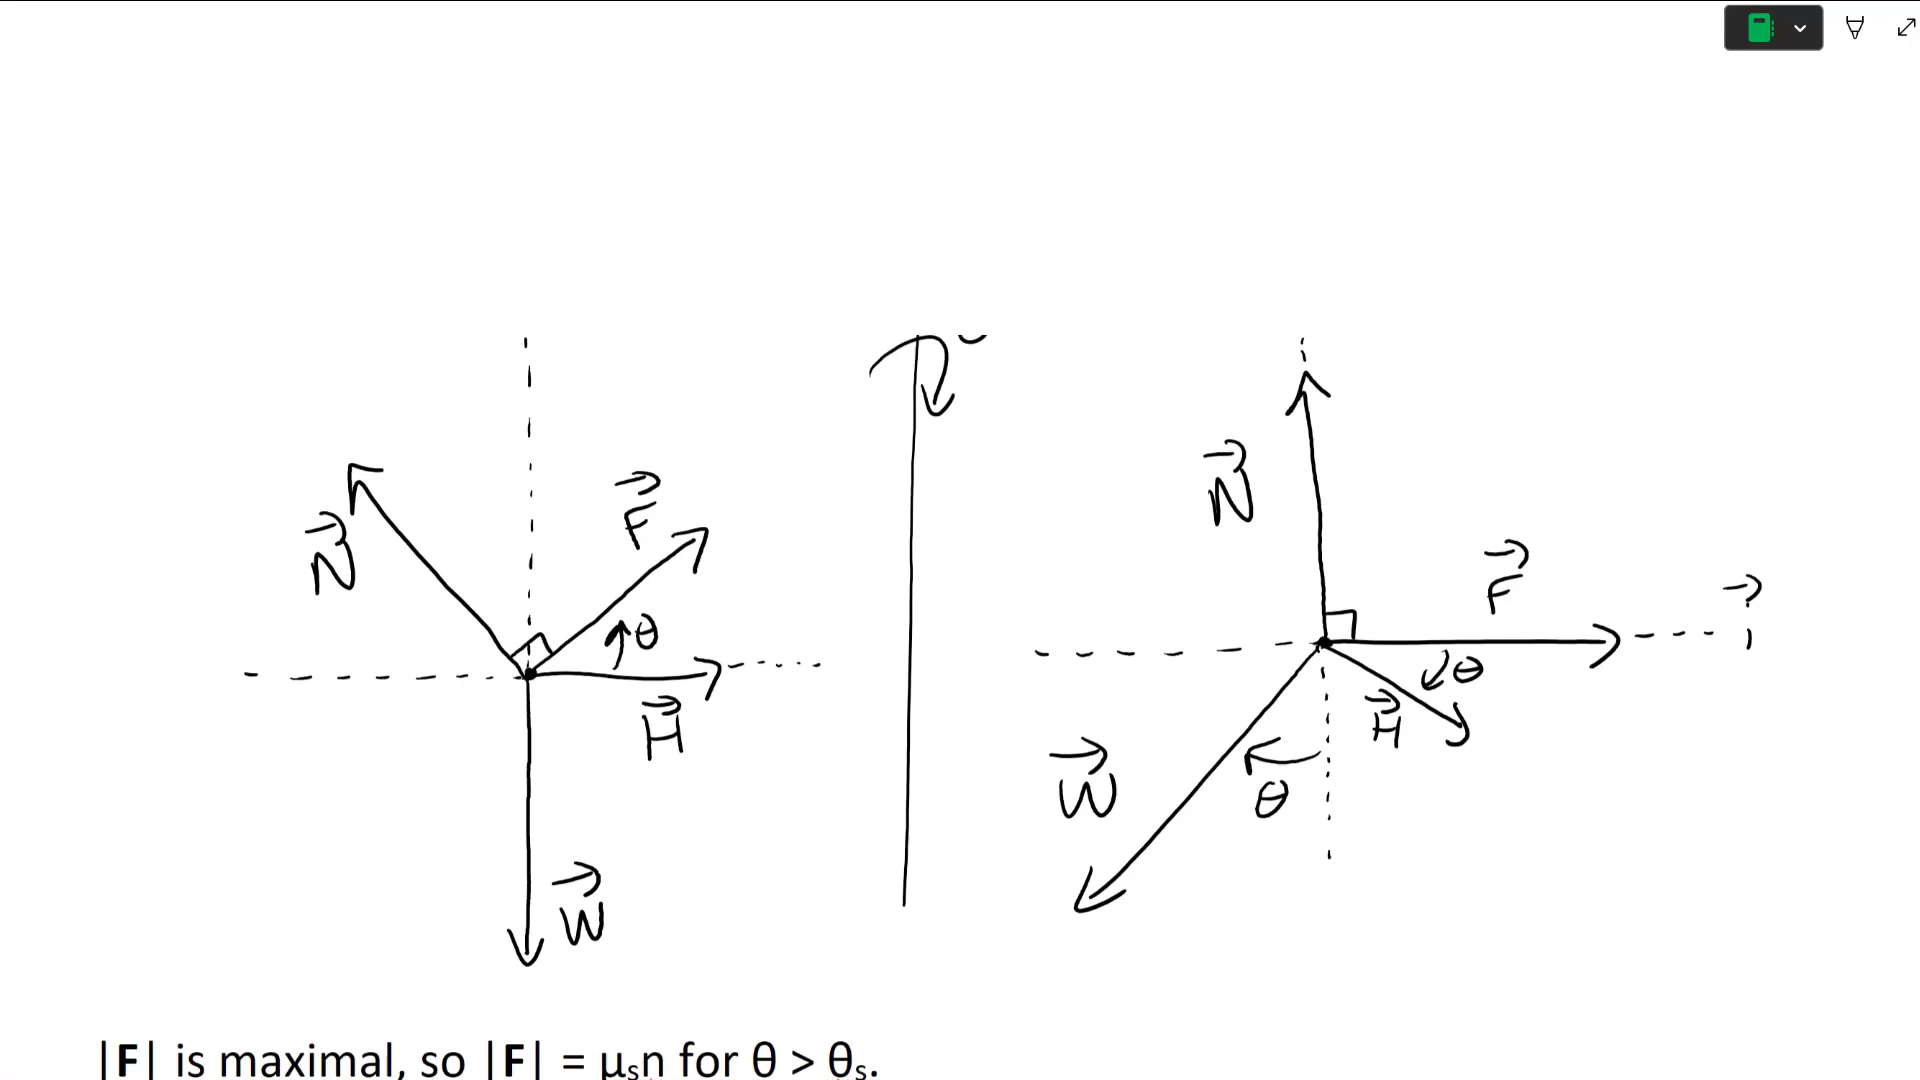 N⃗
F⃗
θ
H⃗
W⃗
N⃗
F⃗
θ
H⃗
W⃗
θ
|F| is maximal, so |F| = μₛn for θ > θₛ.